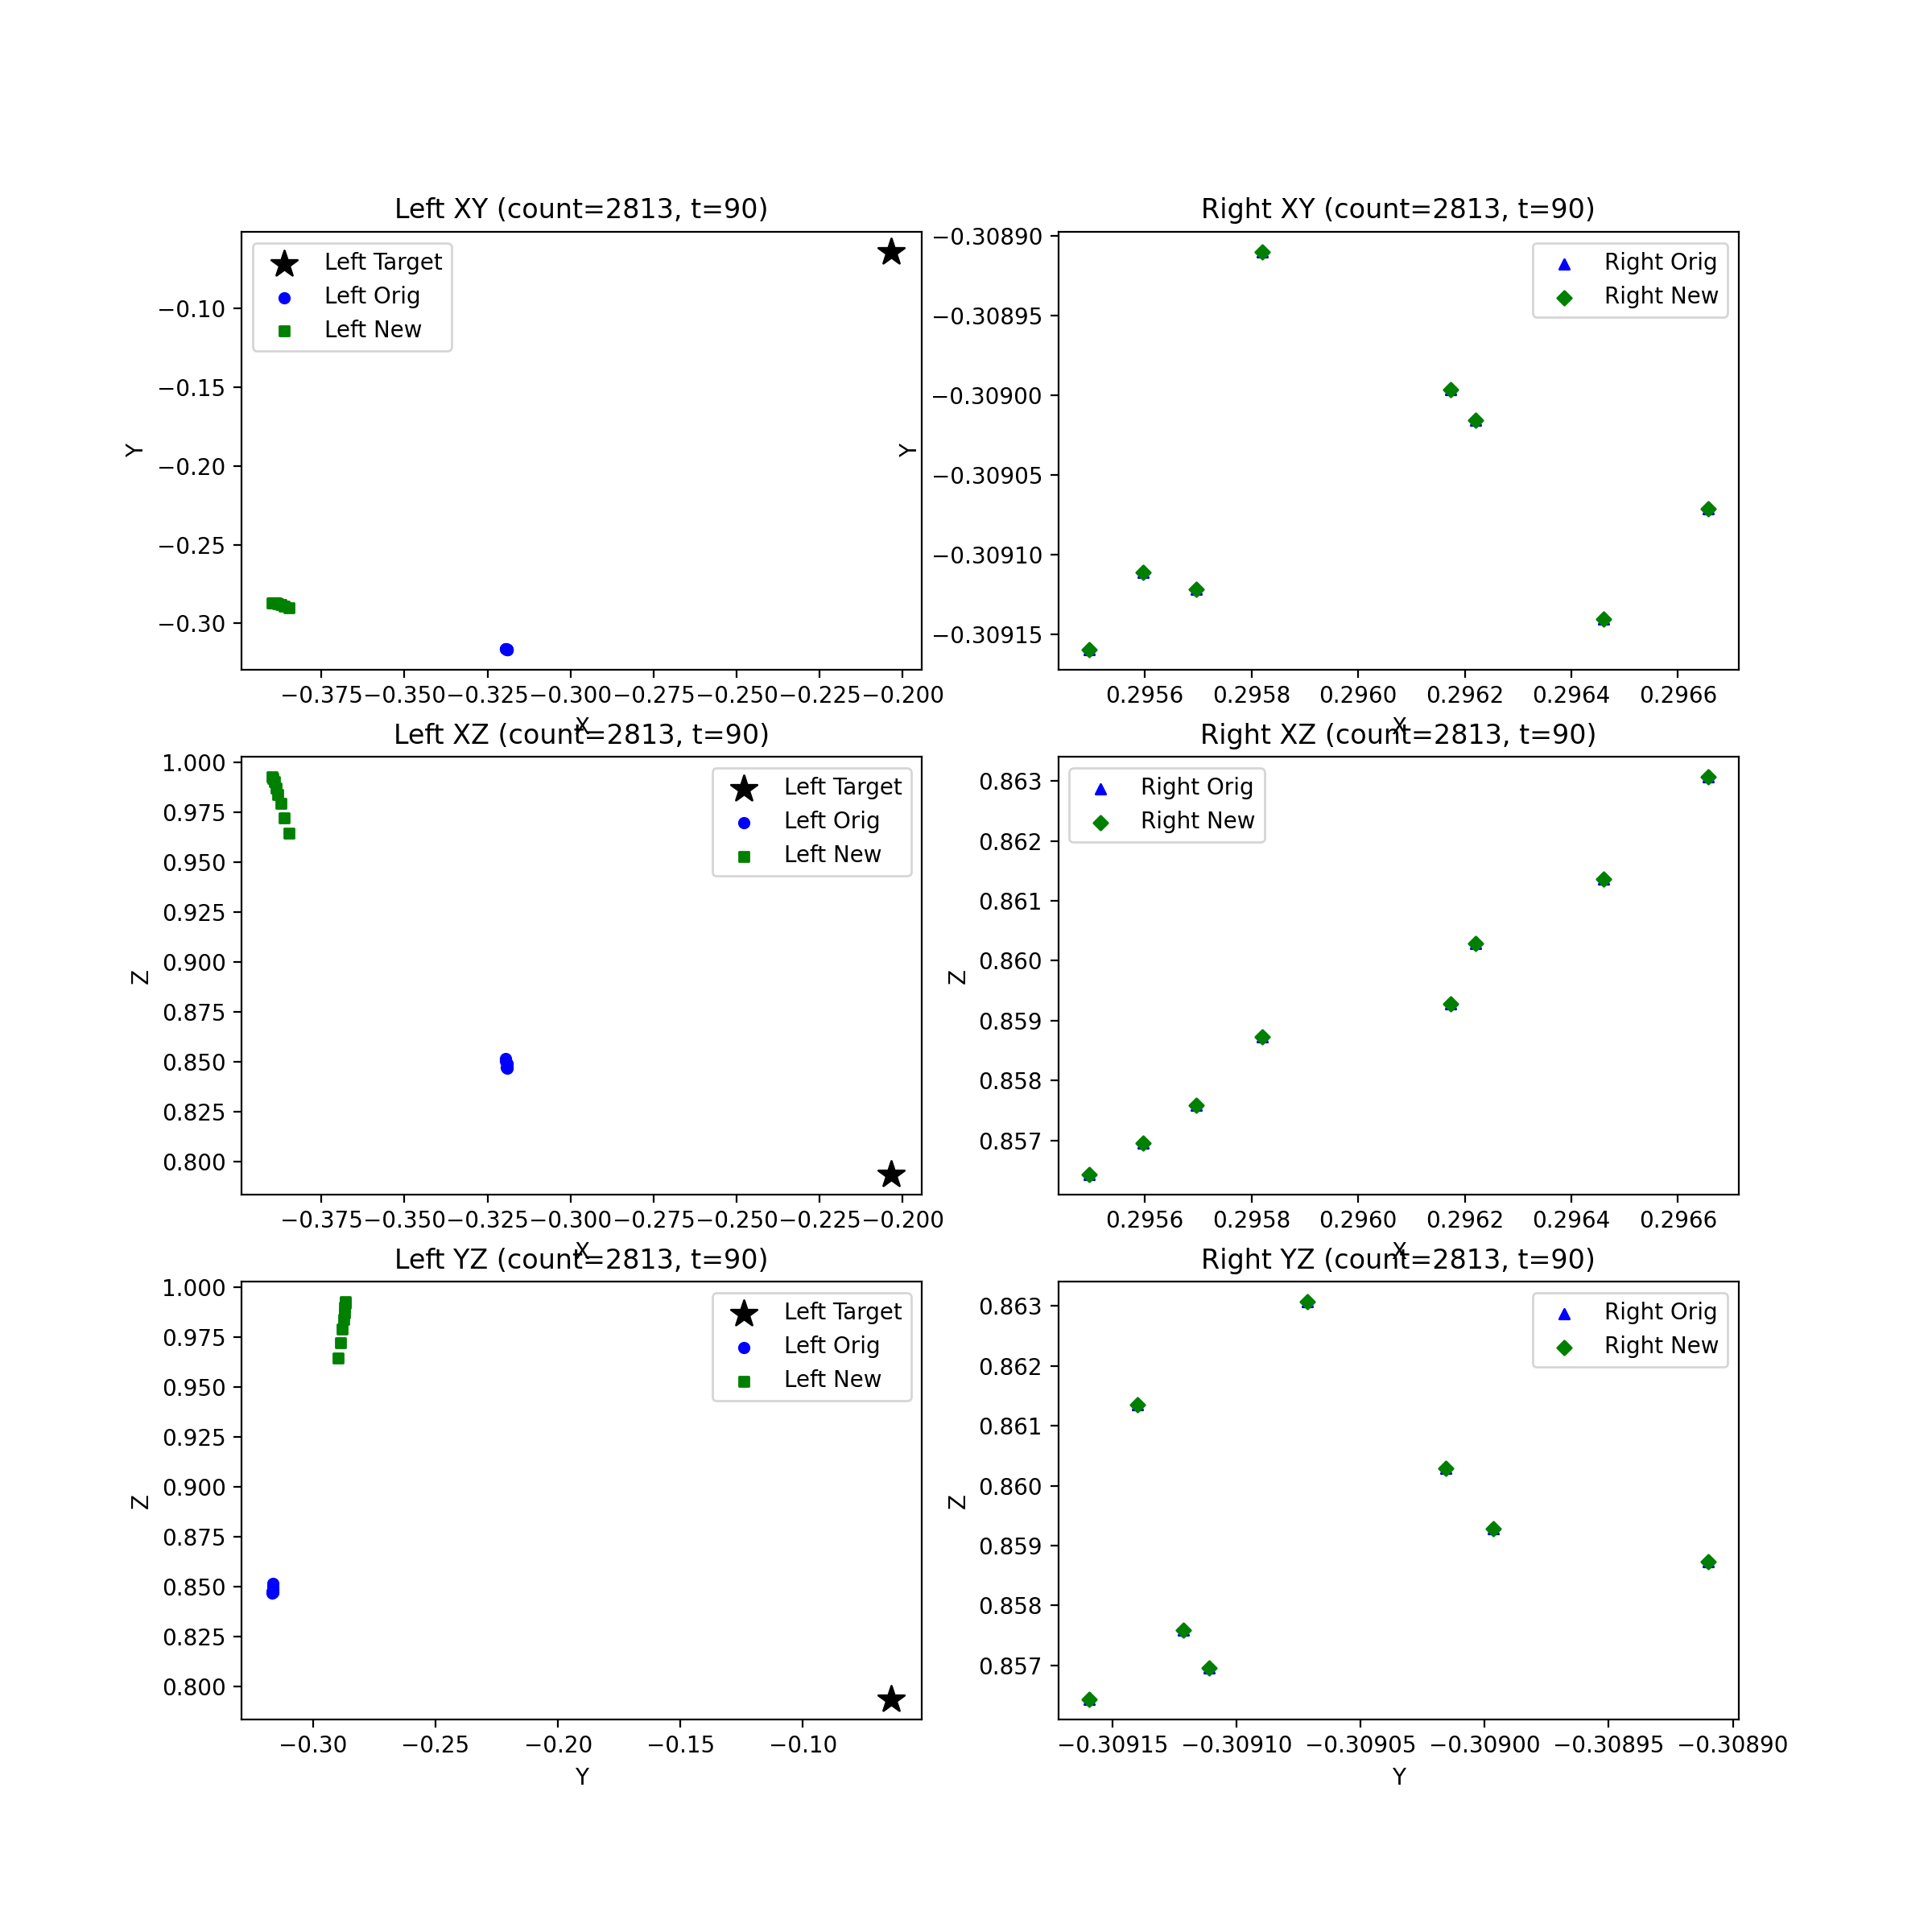 Left XY (count=2813, t=90)
Left Target
Left Orig
Left New
−0.10
−0.15
−0.20
−0.25
−0.30
Y
−0.375 −0.350 −0.325 −0.300 −0.275 −0.250 −0.225 −0.200
X
Right XY (count=2813, t=90)
Right Orig
Right New
−0.30890
−0.30895
−0.30900
−0.30905
−0.30910
−0.30915
Y
0.2956 0.2958 0.2960 0.2962 0.2964 0.2966
X
Left XZ (count=2813, t=90)
Left Target
Left Orig
Left New
1.000
0.975
0.950
0.925
0.900
0.875
0.850
0.825
0.800
Z
−0.375 −0.350 −0.325 −0.300 −0.275 −0.250 −0.225 −0.200
X
Right XZ (count=2813, t=90)
Right Orig
Right New
0.863
0.862
0.861
0.860
0.859
0.858
0.857
Z
0.2956 0.2958 0.2960 0.2962 0.2964 0.2966
X
Left YZ (count=2813, t=90)
Left Target
Left Orig
Left New
1.000
0.975
0.950
0.925
0.900
0.875
0.850
0.825
0.800
Z
−0.30 −0.25 −0.20 −0.15 −0.10
Y
Right YZ (count=2813, t=90)
Right Orig
Right New
0.863
0.862
0.861
0.860
0.859
0.858
0.857
Z
−0.30915 −0.30910 −0.30905 −0.30900 −0.30895 −0.30890
Y